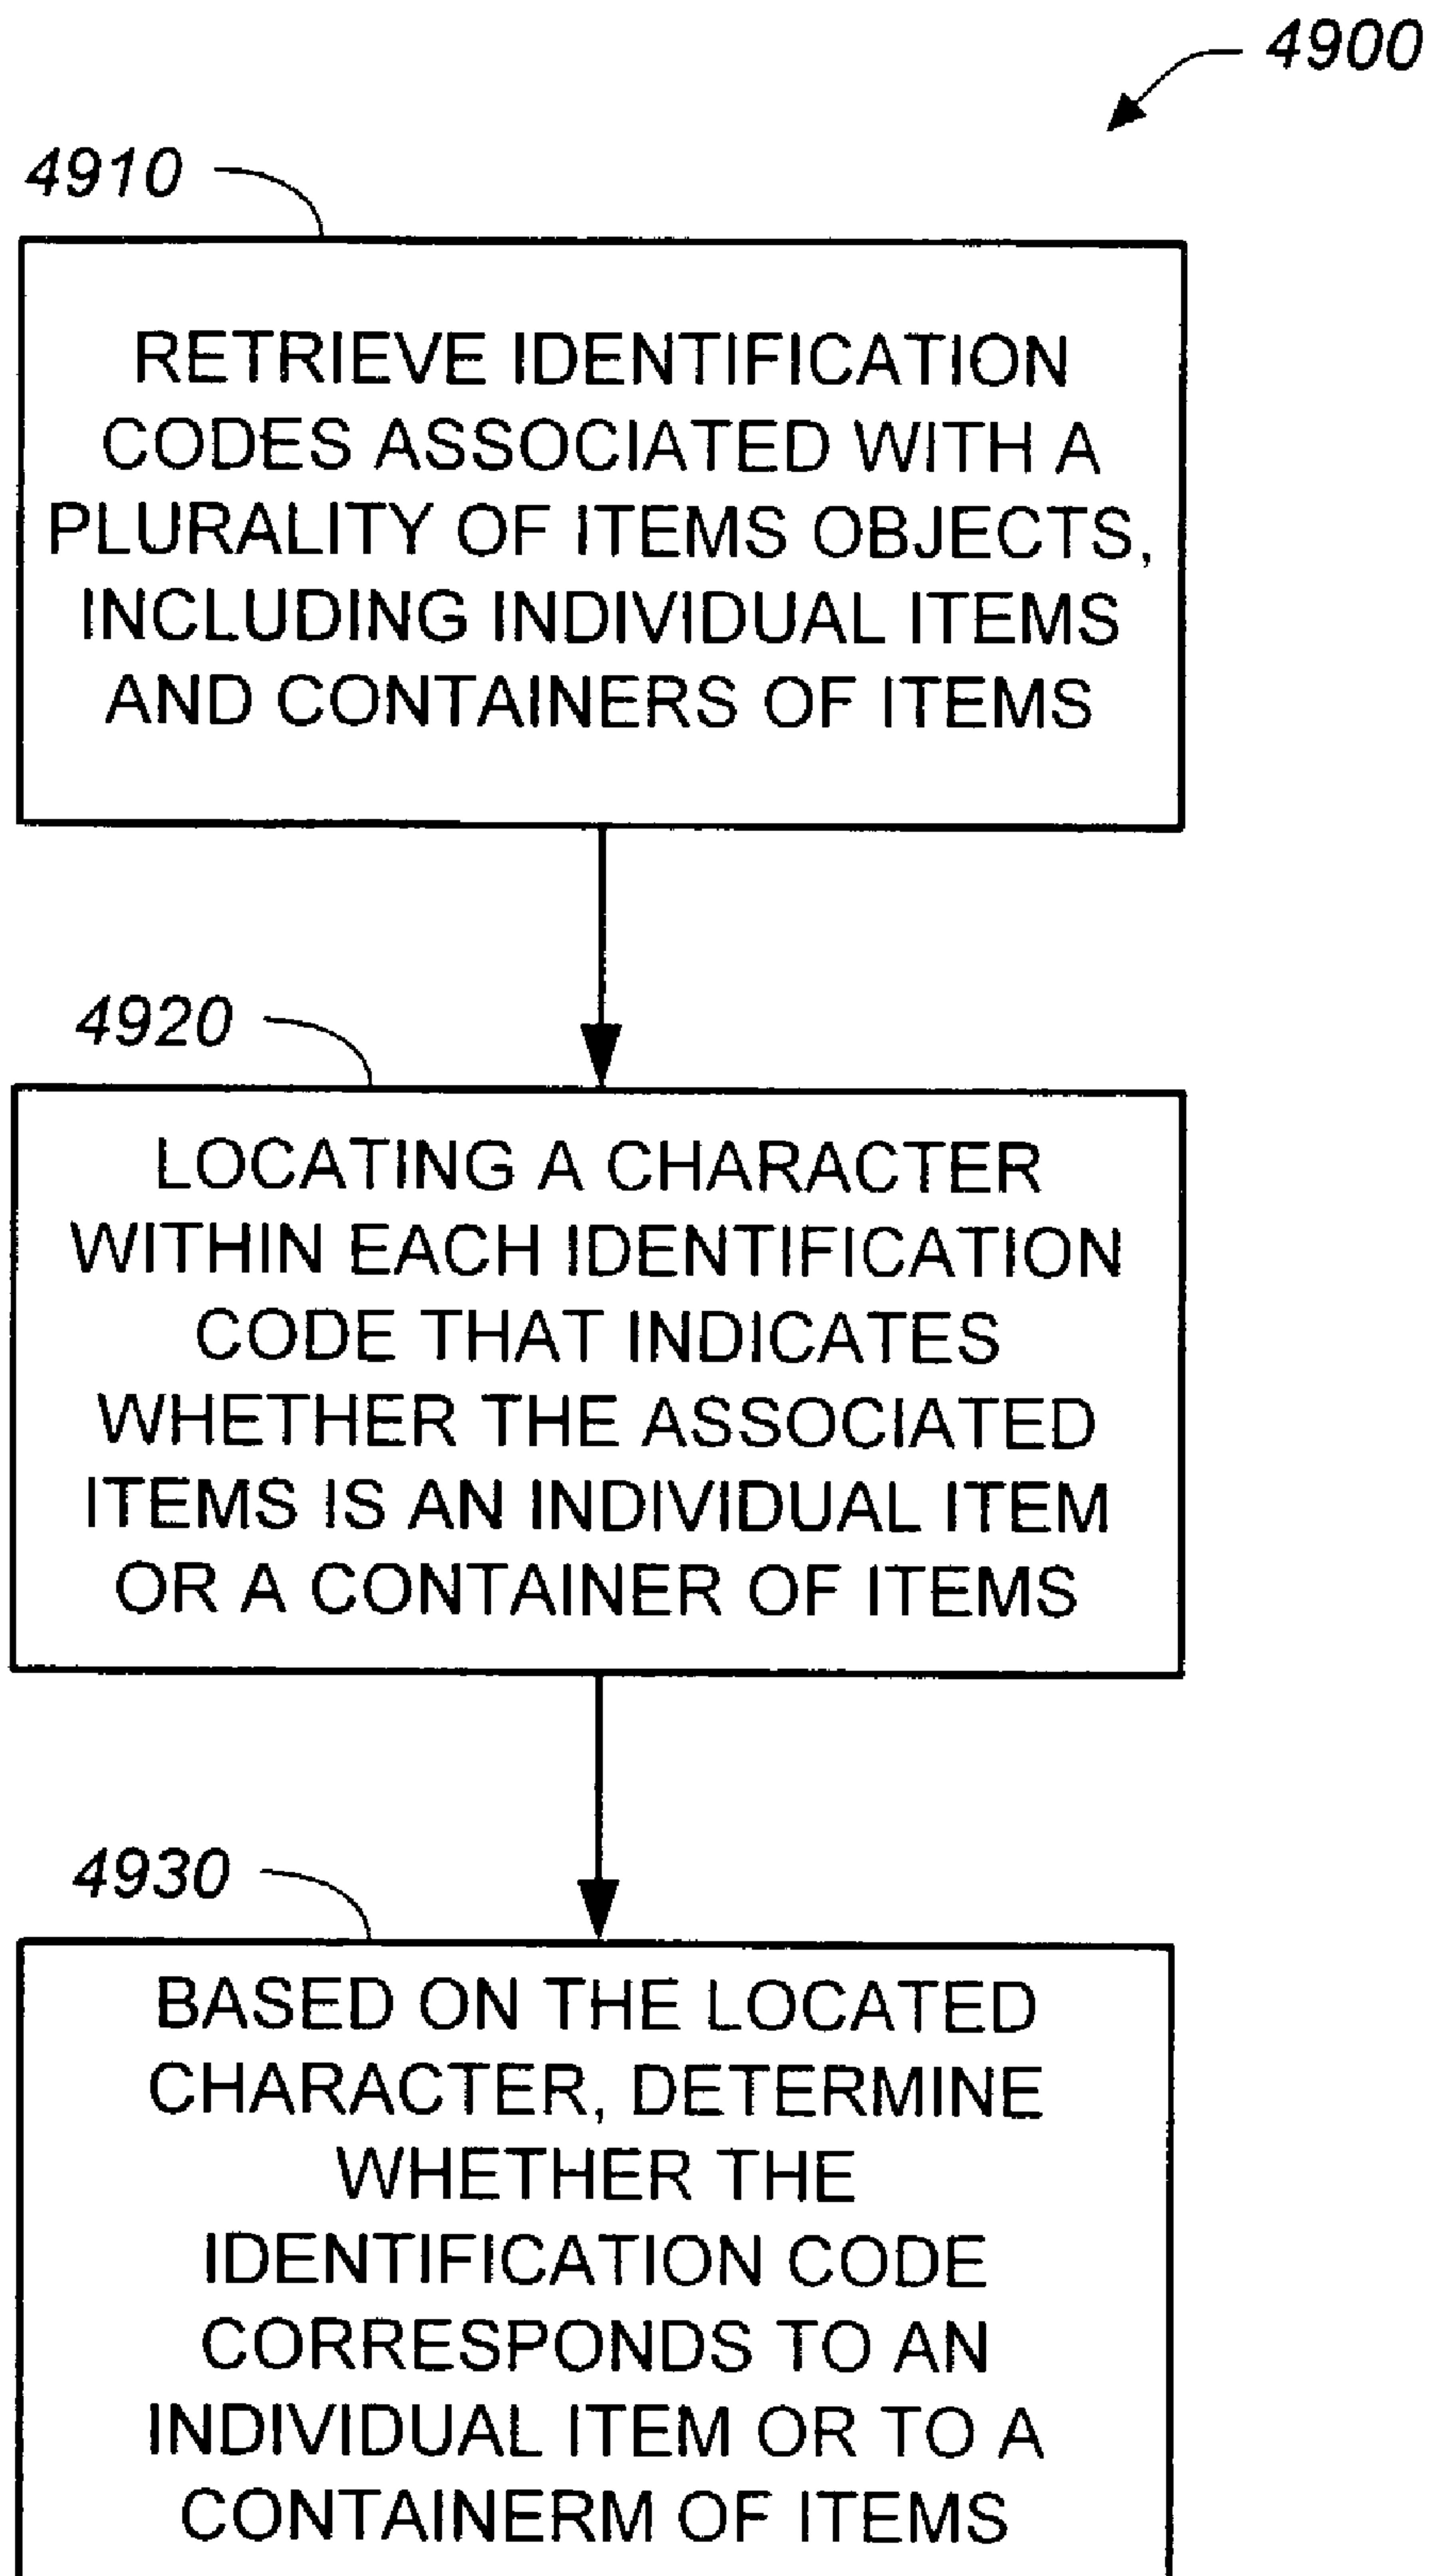 4900
4910
RETRIEVE IDENTIFICATION
CODES ASSOCIATED WITH A
PLURALITY OF ITEMS OBJECTS,
INCLUDING INDIVIDUAL ITEMS
AND CONTAINERS OF ITEMS
4920
LOCATING A CHARACTER
WITHIN EACH IDENTIFICATION
CODE THAT INDICATES
WHETHER THE ASSOCIATED
ITEMS IS AN INDIVIDUAL ITEM
OR A CONTAINER OF ITEMS
4930
BASED ON THE LOCATED
CHARACTER, DETERMINE
WHETHER THE
IDENTIFICATION CODE
CORRESPONDS TO AN
INDIVIDUAL ITEM OR TO A
CONTAINERM OF ITEMS